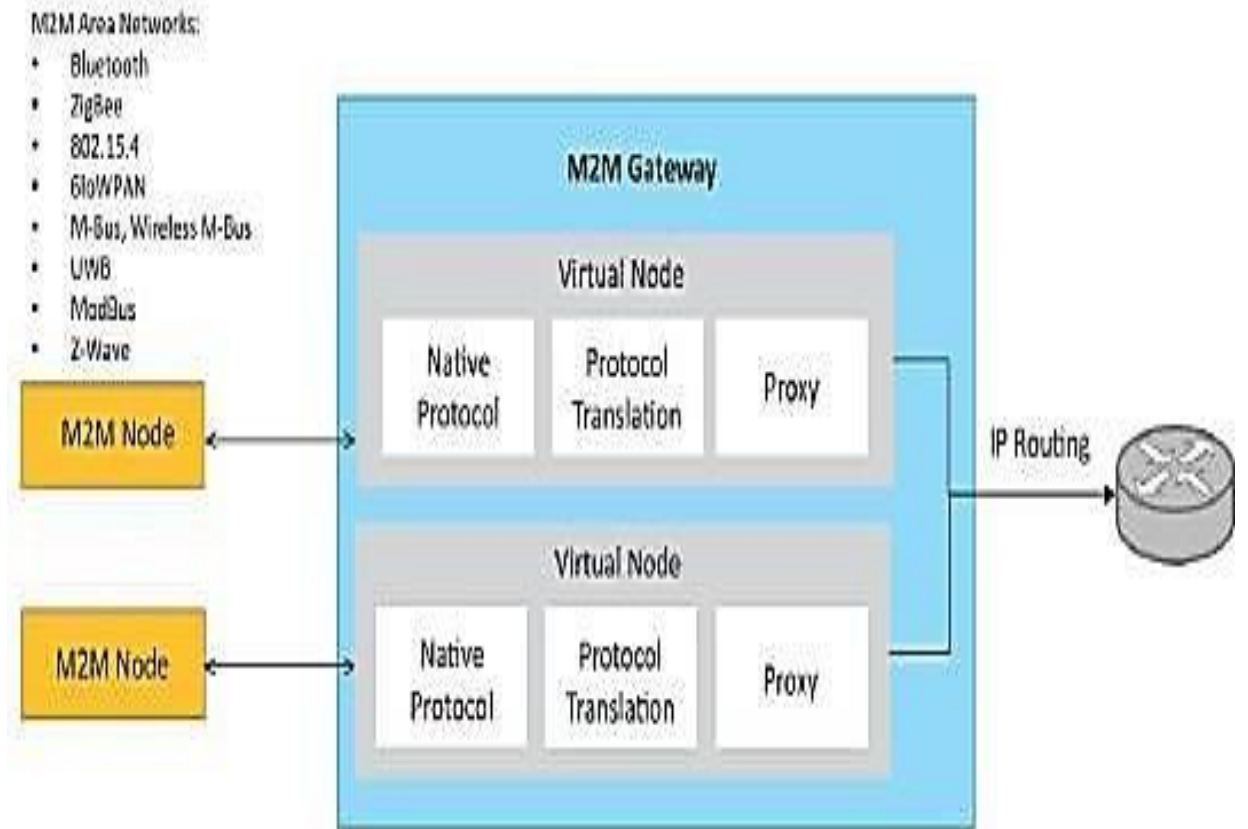 M2M Area Networks:
• Bluetooth
• ZigBee
• 802.15.4
• 6loWPAN
• M-Bus, Wireless M-Bus
• UWB
• ModBus
• Z-Wave
M2M Node
M2M Node
M2M Gateway
Virtual Node
Native
Protocol
Protocol
Translation
Proxy
Virtual Node
Native
Protocol
Protocol
Translation
Proxy
IP Routing